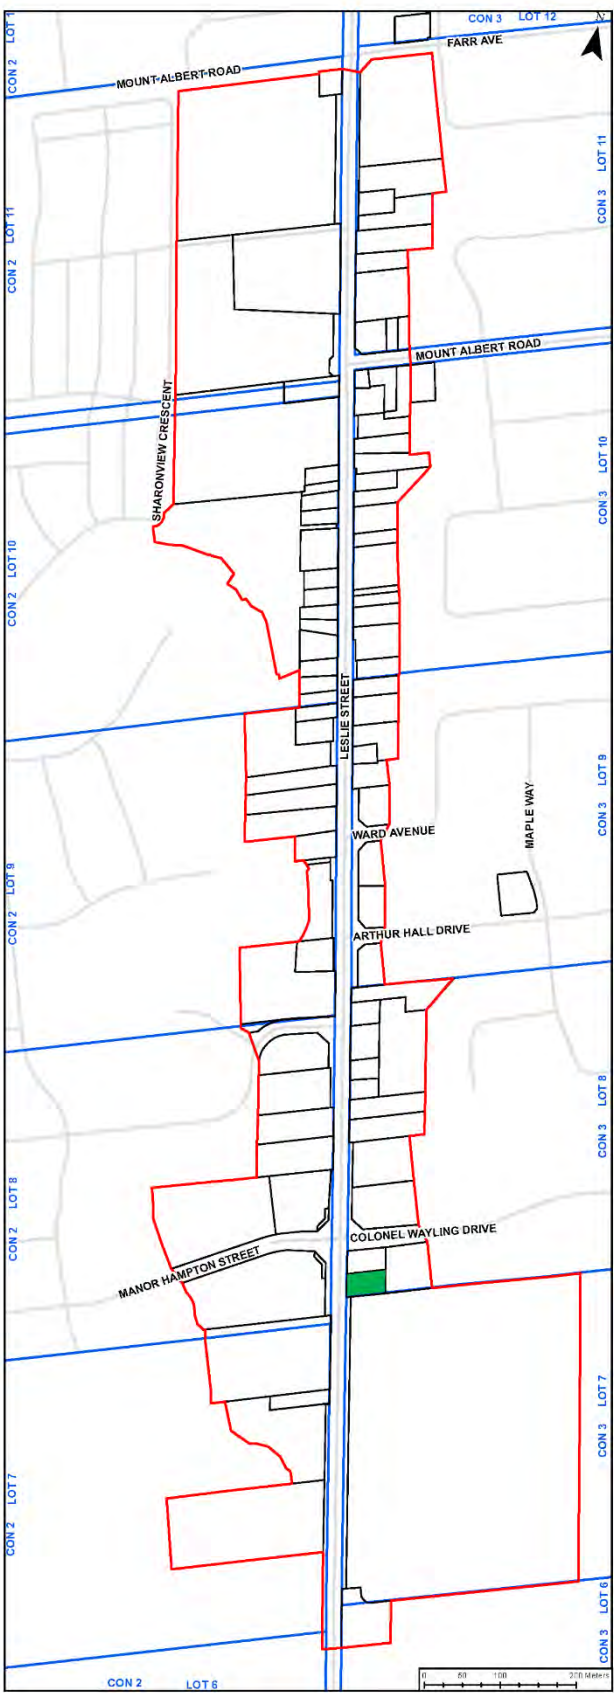 CON 3 LOT 12
N
FARR AVE
CON 2 LOT 1
MOUNT ALBERT ROAD
CON 3 LOT 11
CON 2 LOT 11
MOUNT ALBERT ROAD
SHARONVIEW CRESCENT
CON 3 LOT 10
CON 2 LOT 10
LESLIE STREET
CON 3 LOT 9
MAPLE WAY
WARD AVENUE
CON 2 LOT 9
ARTHUR HALL DRIVE
CON 3 LOT 8
CON 2 LOT 8
COLONEL WAYLING DRIVE
MANOR HAMPTON STREET
CON 3 LOT 7
CON 2 LOT 7
CON 3 LOT 6
0 50 100 200 Meters
CON 2 LOT 6